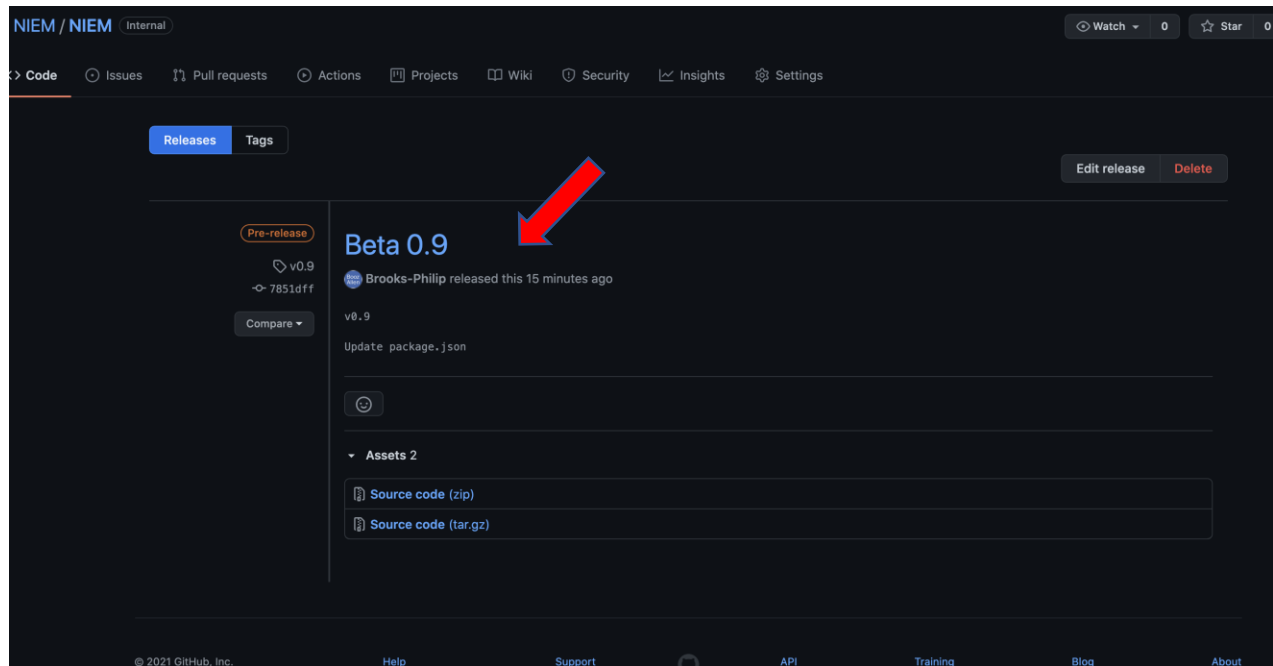 NIEM / NIEM Internal
Watch 0 Star 0
Code Issues Pull requests Actions Projects Wiki Security Insights Settings
Releases Tags
Edit release Delete
Pre-release
v0.9
7851dff
Compare
Beta 0.9
Brooks-Philip released this 15 minutes ago
v0.9
Update package.json
Assets 2
Source code (zip)
Source code (tar.gz)
© 2021 GitHub, Inc. Help Support API Training Blog About